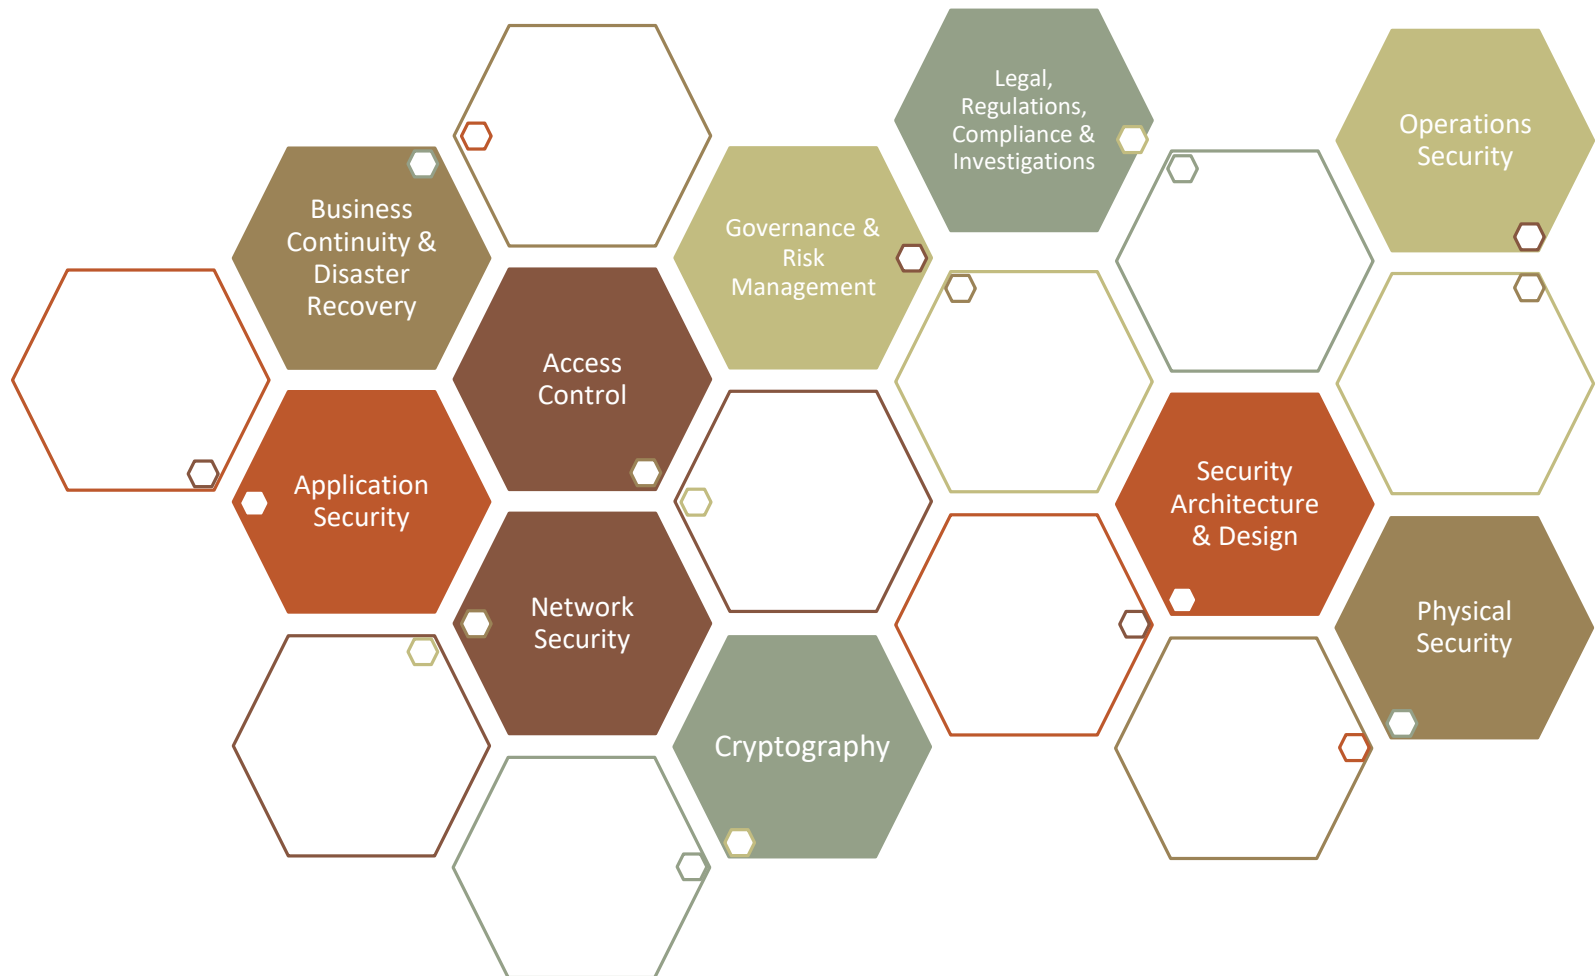 Business
Continuity &
Disaster
Recovery
Access
Control
Application
Security
Network
Security
Governance &
Risk
Management
Cryptography
Legal,
Regulations,
Compliance &
Investigations
Security
Architecture
& Design
Operations
Security
Physical
Security